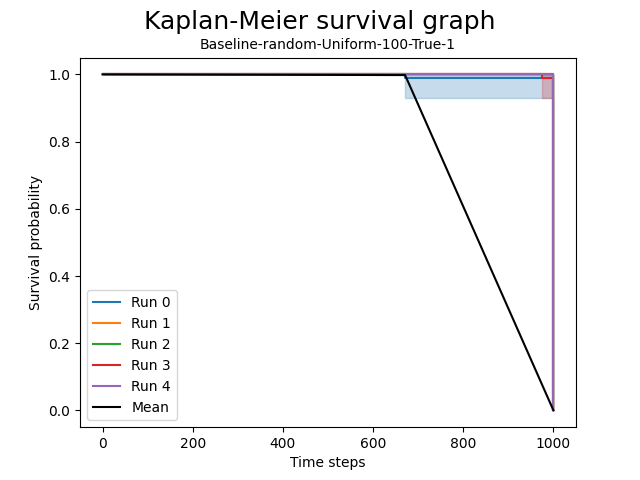 Kaplan-Meier survival graph
Baseline-random-Uniform-100-True-1
1.0
0.8
0.6
0.4
0.2
0.0
Survival probability
Run 0
Run 1
Run 2
Run 3
Run 4
Mean
0
200
400
600
800
1000
Time steps